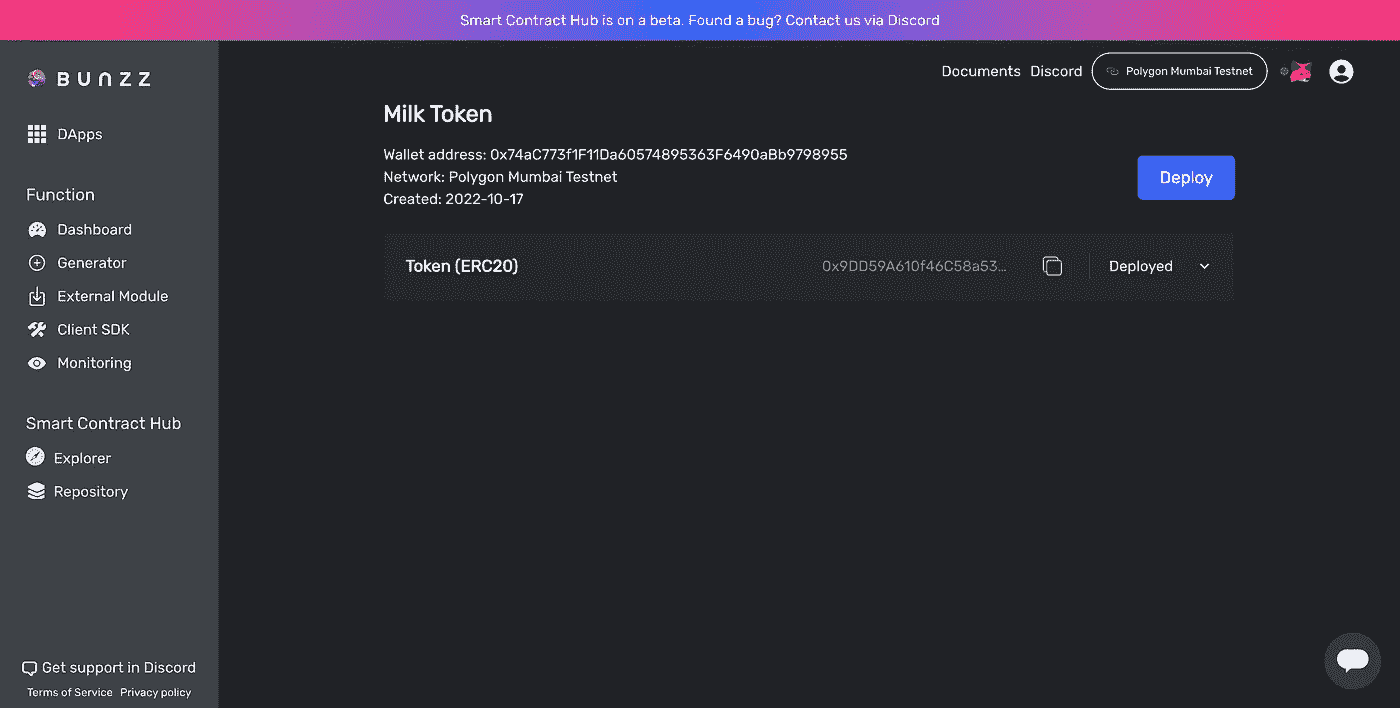 Smart Contract Hub is on a beta. Found a bug? Contact us via Discord
BUNZZ
Documents Discord Polygon Mumbai Testnet
DApps
Function
Dashboard
Generator
External Module
Client SDK
Monitoring
Smart Contract Hub
Explorer
Repository
Get support in Discord
Terms of Service Privacy policy
Milk Token
Wallet address: 0x74aC773f1F11Da60574895363F6490aBb9798955
Network: Polygon Mumbai Testnet
Created: 2022-10-17
Deploy
Token (ERC20) 0x9DD59A610f46C58a53... Deployed